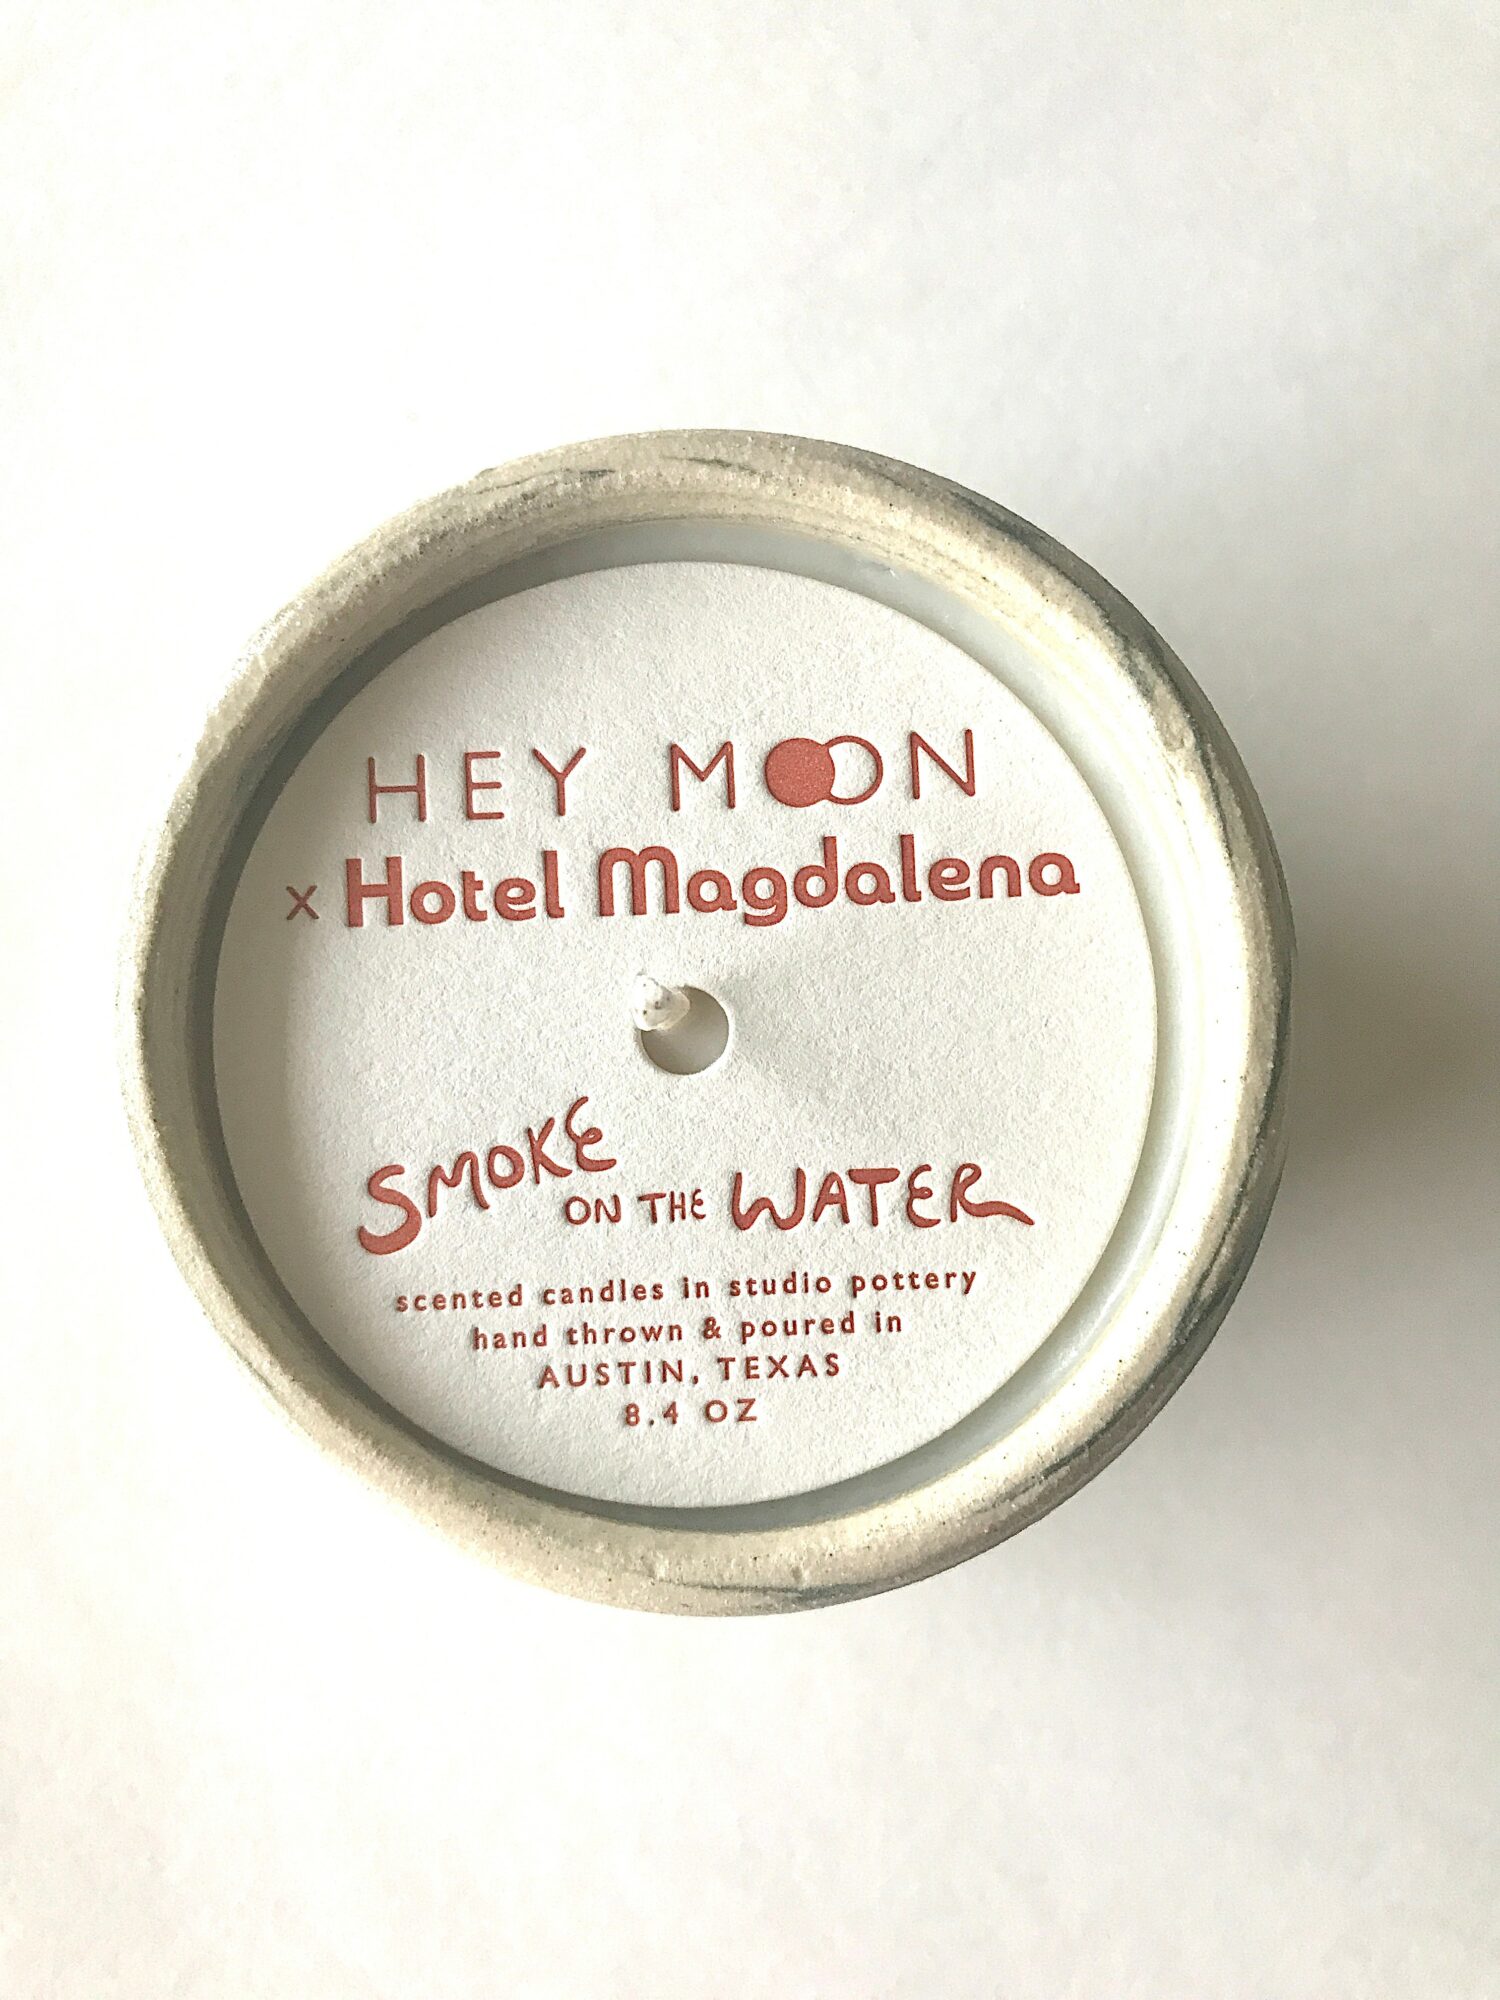 HEY MOON
x Hotel Magdalena
SMOKE
ON THE WATER
scented candles in studio pottery
hand thrown & poured in
AUSTIN, TEXAS
8.4 OZ